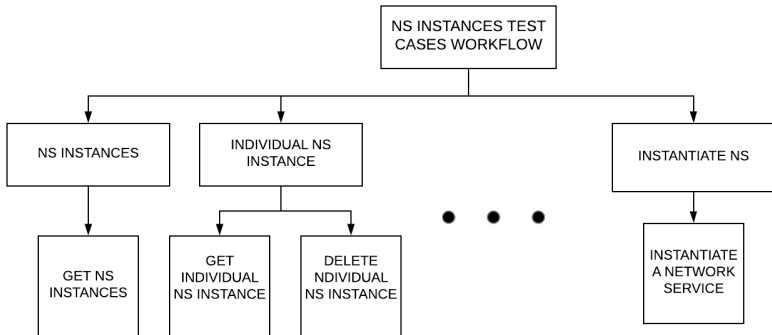 NS INSTANCES TEST
CASES WORKFLOW
NS INSTANCES
INDIVIDUAL NS
INSTANCE
INSTANTIATE NS
GET NS
INSTANCES
GET
INDIVIDUAL
NS INSTANCE
DELETE
NDIVIDUAL
NS INSTANCE
INSTANTIATE
A NETWORK
SERVICE